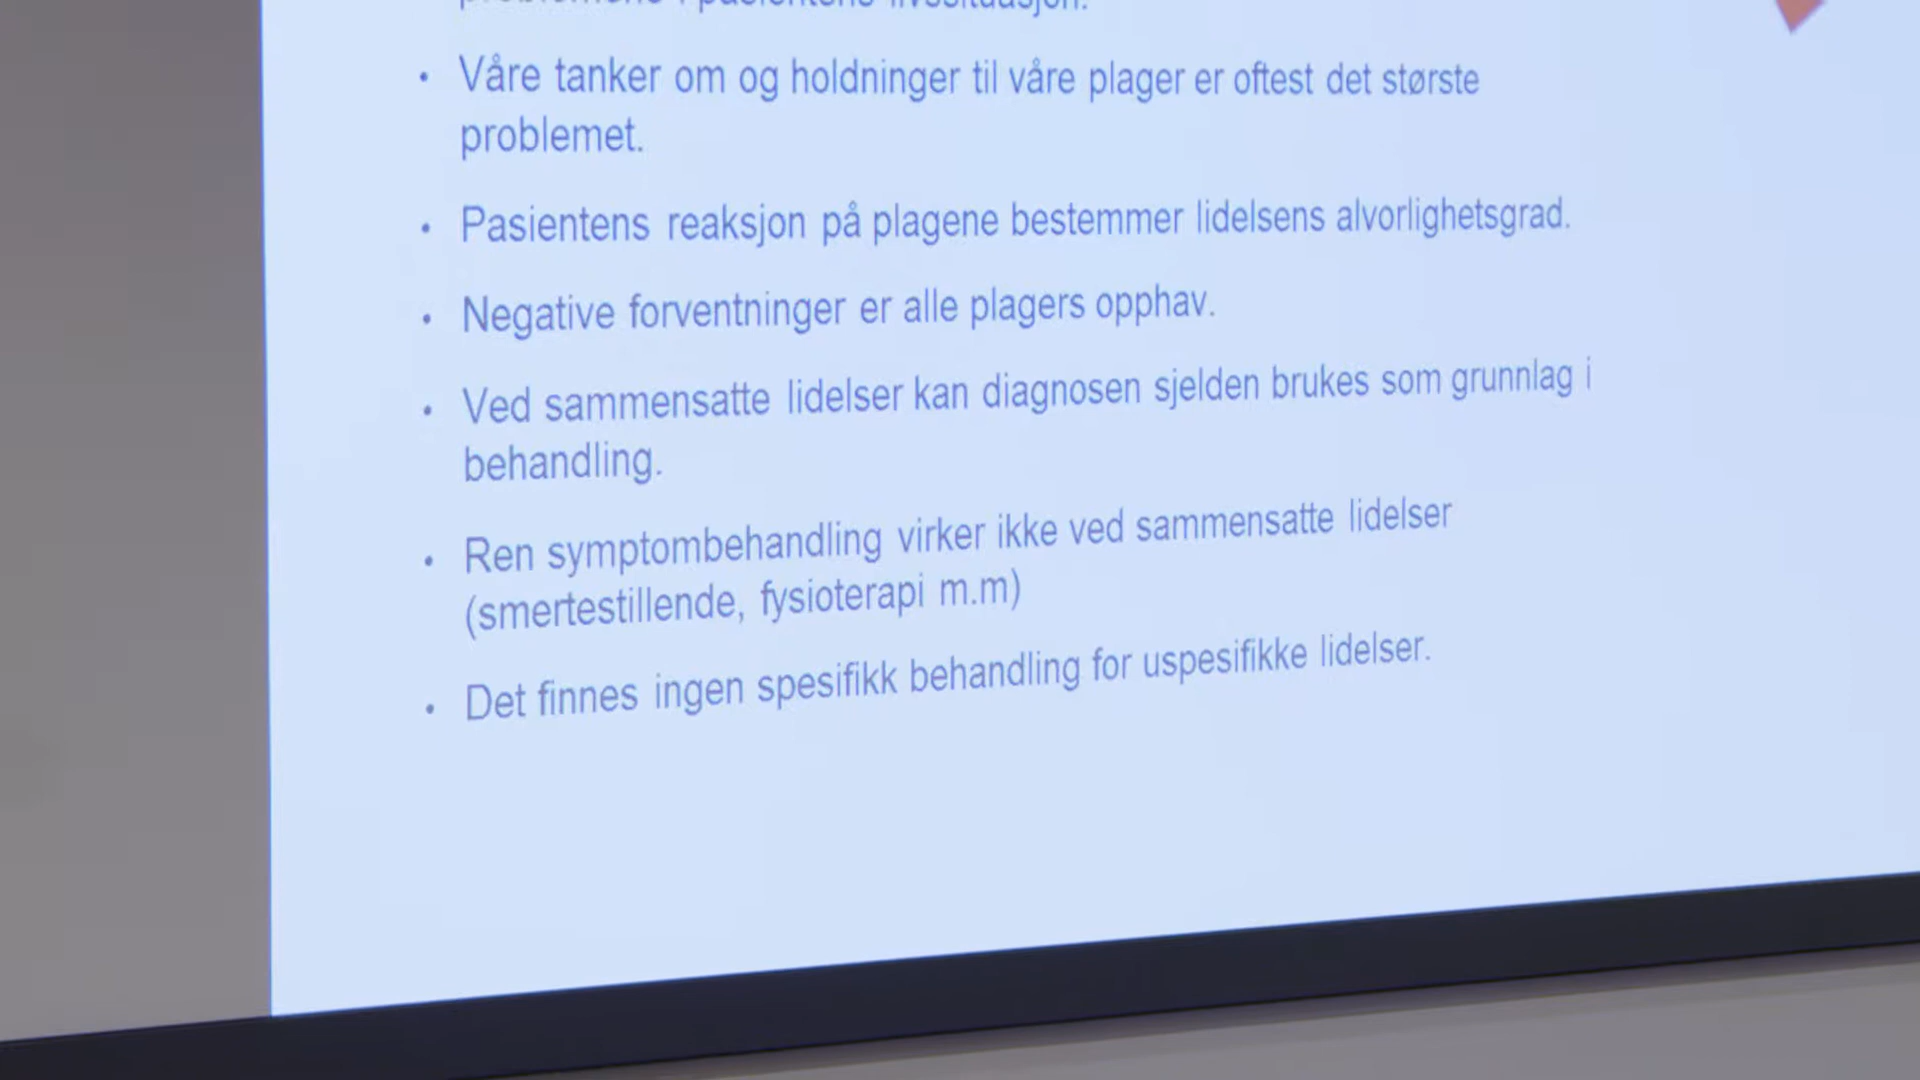 • Våre tanker om og holdninger til våre plager er oftest det største
problemet.
• Pasientens reaksjon på plagene bestemmer lidelsens alvorlighetsgrad.
• Negative forventninger er alle plagers opphav.
• Ved sammensatte lidelser kan diagnosen sjelden brukes som grunnlag i
behandling.
• Ren symptombehandling virker ikke ved sammensatte lidelser
(smertestillende, fysioterapi m.m)
• Det finnes ingen spesifikk behandling for uspesifikke lidelser.